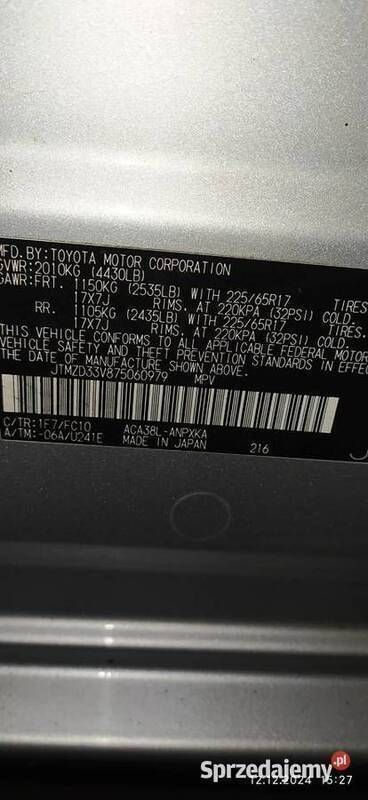 MFD.BY:TOYOTA MOTOR CORPORATION
GVWR:2010KG (4430LB)
GAWR:FRT. 1150KG (2535LB) WITH 225/65R17 TIRES
17X7J RIMS, AT 220KPA (32PSI) COLD
RR. 1105KG (2435LB) WITH 225/65R17 TIRES
17X7J RIMS, AT 220KPA (32PSI) COLD.
THIS VEHICLE CONFORMS TO ALL APPLICABLE FEDERAL MOTOR
VEHICLE SAFETY AND THEFT PREVENTION STANDARDS IN EFFE
ON THE DATE OF MANUFACTURE SHOWN ABOVE.
JTMZD33V875060979 MPV
C/TR:1F7/FC10 ACA38L-ANPXKA
A/TM:-06A/U241E MADE IN JAPAN 216
J
Sprzedajemy.pl
12.12.2024 15:27